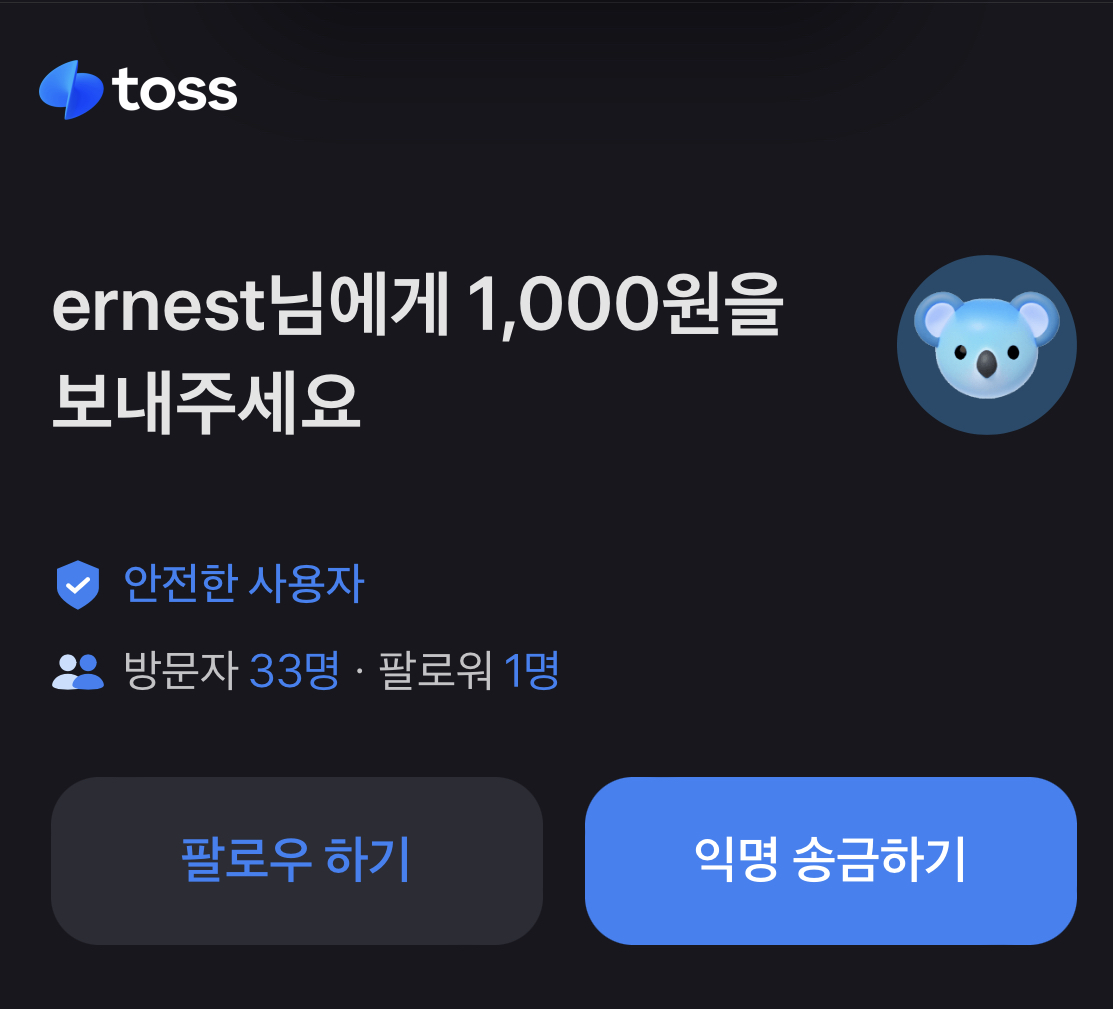 toss
ernest님에게 1,000원을
보내주세요
안전한 사용자
방문자 33명 · 팔로워 1명
팔로우 하기
익명 송금하기